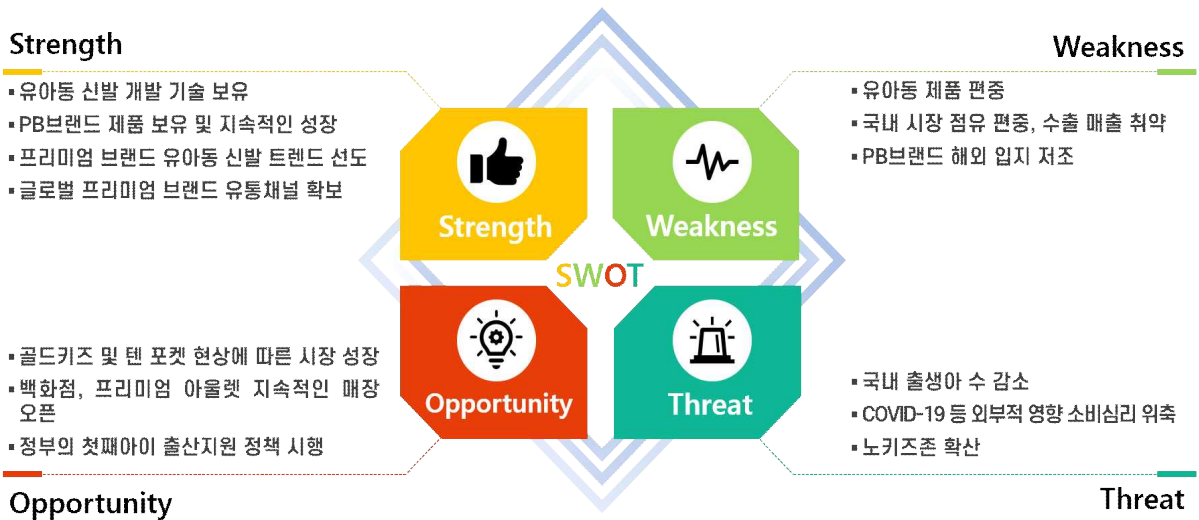 Strength
▪ 유아동 신발 개발 기술 보유
▪ PB브랜드 제품 보유 및 지속적인 성장
▪ 프리미엄 브랜드 유아동 신발 트렌드 선도
▪ 글로벌 프리미엄 브랜드 유통채널 확보
Weakness
▪ 유아동 제품 편중
▪ 국내 시장 점유 편중, 수출 매출 취약
▪ PB브랜드 해외 입지 저조
Strength
Weakness
SWOT
Opportunity
Threat
▪ 골드키즈 및 텐 포켓 현상에 따른 시장 성장
▪ 백화점, 프리미엄 아울렛 지속적인 매장
오픈
▪ 정부의 첫째아이 출산지원 정책 시행
Opportunity
▪ 국내 출생아 수 감소
▪ COVID-19 등 외부적 영향 소비심리 위축
▪ 노키즈존 확산
Threat